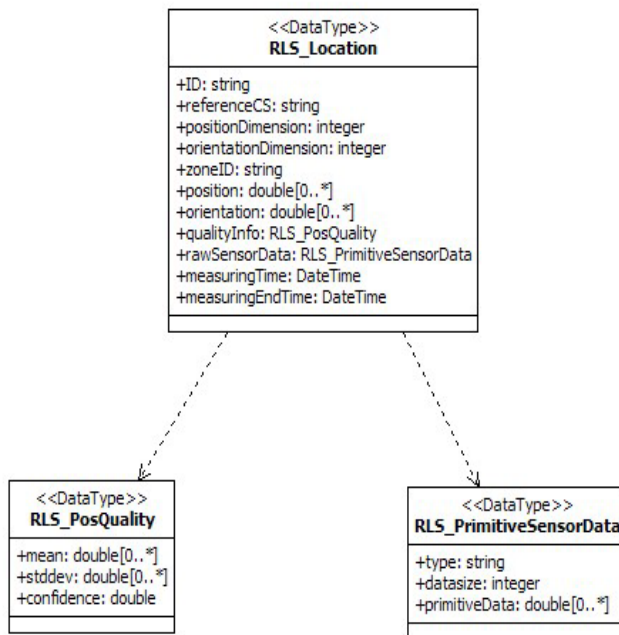 <<DataType>>
RLS_Location
+ID: string
+referenceCS: string
+positionDimension: integer
+orientationDimension: integer
+zoneID: string
+position: double[0..*]
+orientation: double[0..*]
+qualityInfo: RLS_PosQuality
+rawSensorData: RLS_PrimitiveSensorData
+measuringTime: DateTime
+measuringEndTime: DateTime
<<DataType>>
RLS_PosQuality
+mean: double[0..*]
+stddev: double[0..*]
+confidence: double
<<DataType>>
RLS_PrimitiveSensorData
+type: string
+datasize: integer
+primitiveData: double[0..*]